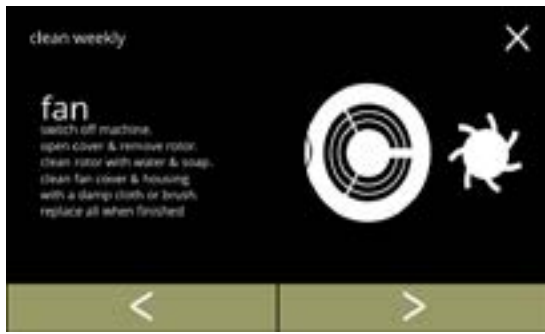 clean weekly
fan
switch off machine.
open cover & remove rotor.
clean rotor with water & soap.
clean fan cover & housing
with a damp cloth or brush.
replace all when finished